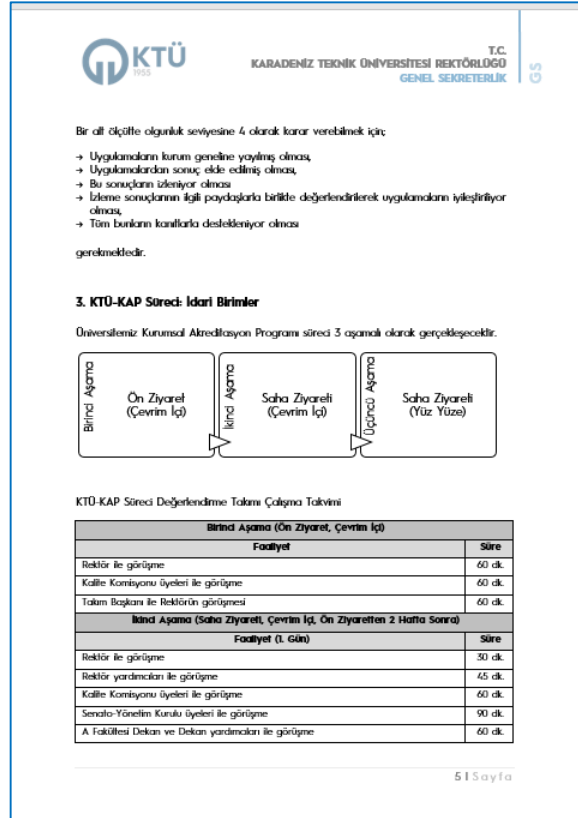 KTÜ
1955
T.C.
KARADENİZ TEKNİK ÜNİVERSİTESİ REKTÖRLÜĞÜ
GENEL SEKRETERLİK
GS
Bir alt ölçütte olgunluk seviyesine 4 olarak karar verebilmek için;
→ Uygulamaların kurum geneline yayılmış olması,
→ Uygulamalardan sonuç elde edilmiş olması,
→ Bu sonuçların izleniyor olması
→ İzleme sonuçlarının ilgili paydaşlarla birlikte değerlendirilerek uygulamaların iyileştiriliyor
olması,
→ Tüm bunların kanıtlarla destekleniyor olması
gerekmektedir.
3. KTÜ-KAP Süreci: İdari Birimler
Üniversitemiz Kurumsal Akreditasyon Programı süreci 3 aşamalı olarak gerçekleşecektir.
Birinci Aşama
Ön Ziyaret
(Çevrim İçi)
İkinci Aşama
Saha Ziyareti
(Çevrim İçi)
Üçüncü Aşama
Saha Ziyareti
(Yüz Yüze)
KTÜ-KAP Süreci Değerlendirme Takımı Çalışma Takvimi
Birinci Aşama (Ön Ziyaret, Çevrim İçi)
Faaliyet Süre
Rektör ile görüşme 60 dk.
Kalite Komisyonu üyeleri ile görüşme 60 dk.
Takım Başkanı ile Rektörün görüşmesi 60 dk.
İkinci Aşama (Saha Ziyareti, Çevrim İçi, Ön Ziyaretten 2 Hafta Sonra)
Faaliyet (1. Gün) Süre
Rektör ile görüşme 30 dk.
Rektör yardımcıları ile görüşme 45 dk.
Kalite Komisyonu üyeleri ile görüşme 60 dk.
Senato-Yönetim Kurulu üyeleri ile görüşme 90 dk.
A Fakültesi Dekan ve Dekan yardımcıları ile görüşme 60 dk.
5 | Sayfa